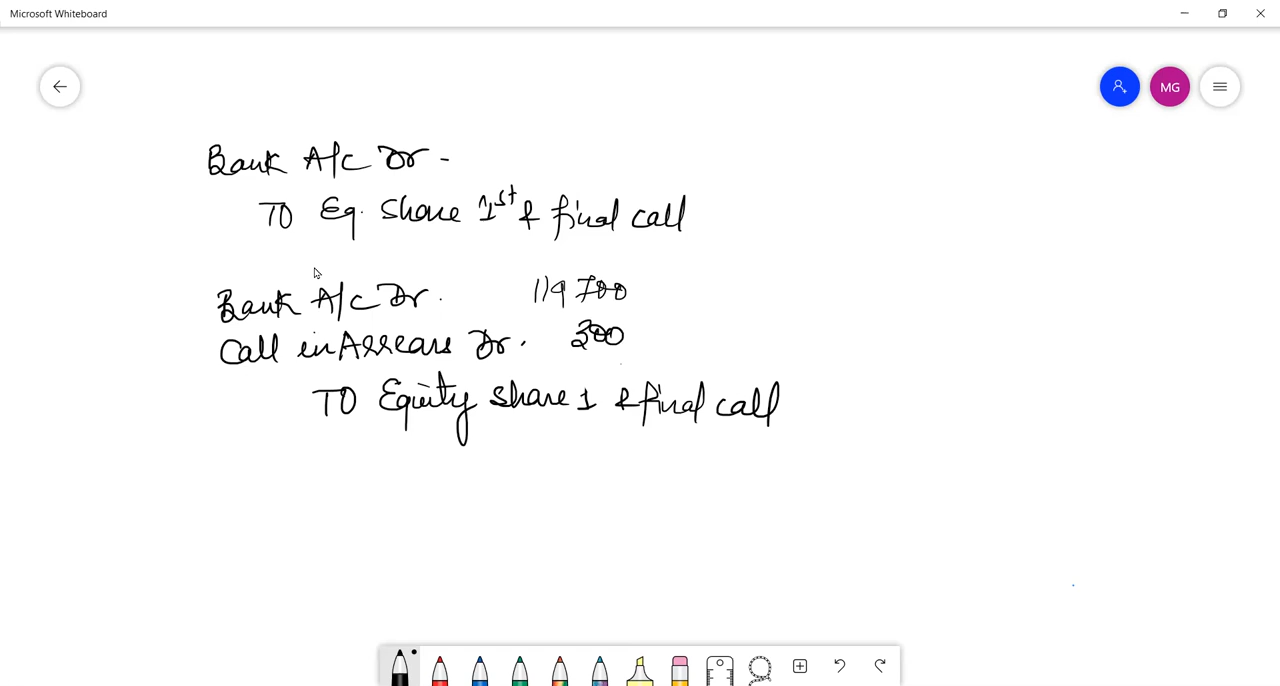 Microsoft Whiteboard
MG
Bank A/C Dr -
TO Eq. Share 1st & final call
Bank A/C Dr. 119700
Call in Arrears Dr. 300
TO Equity share 1 & final call